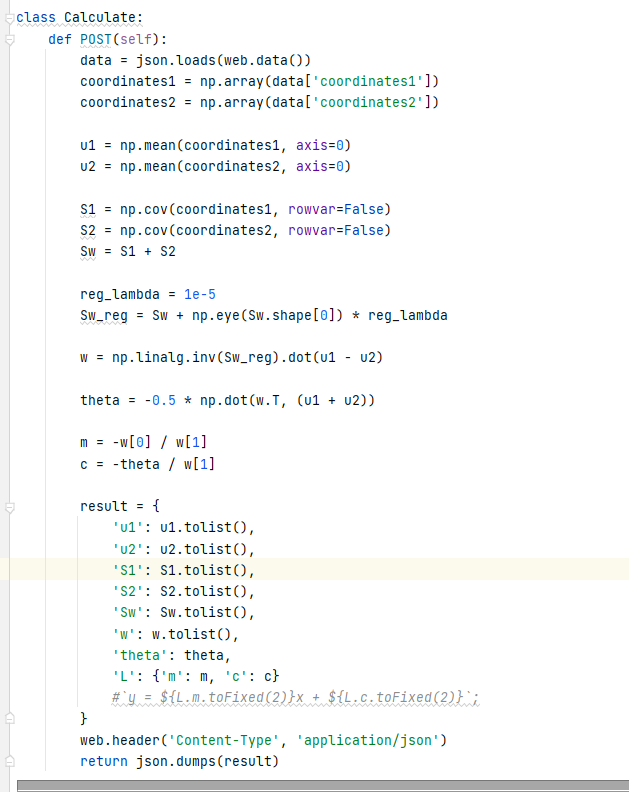 class Calculate:
    def POST(self):
        data = json.loads(web.data())
        coordinates1 = np.array(data['coordinates1'])
        coordinates2 = np.array(data['coordinates2'])

        u1 = np.mean(coordinates1, axis=0)
        u2 = np.mean(coordinates2, axis=0)

        S1 = np.cov(coordinates1, rowvar=False)
        S2 = np.cov(coordinates2, rowvar=False)
        Sw = S1 + S2

        reg_lambda = 1e-5
        Sw_reg = Sw + np.eye(Sw.shape[0]) * reg_lambda

        w = np.linalg.inv(Sw_reg).dot(u1 - u2)

        theta = -0.5 * np.dot(w.T, (u1 + u2))

        m = -w[0] / w[1]
        c = -theta / w[1]

        result = {
            'u1': u1.tolist(),
            'u2': u2.tolist(),
            'S1': S1.tolist(),
            'S2': S2.tolist(),
            'Sw': Sw.tolist(),
            'w': w.tolist(),
            'theta': theta,
            'L': {'m': m, 'c': c}
            #`y = ${L.m.toFixed(2)}x + ${L.c.toFixed(2)}`;
        }
        web.header('Content-Type', 'application/json')
        return json.dumps(result)